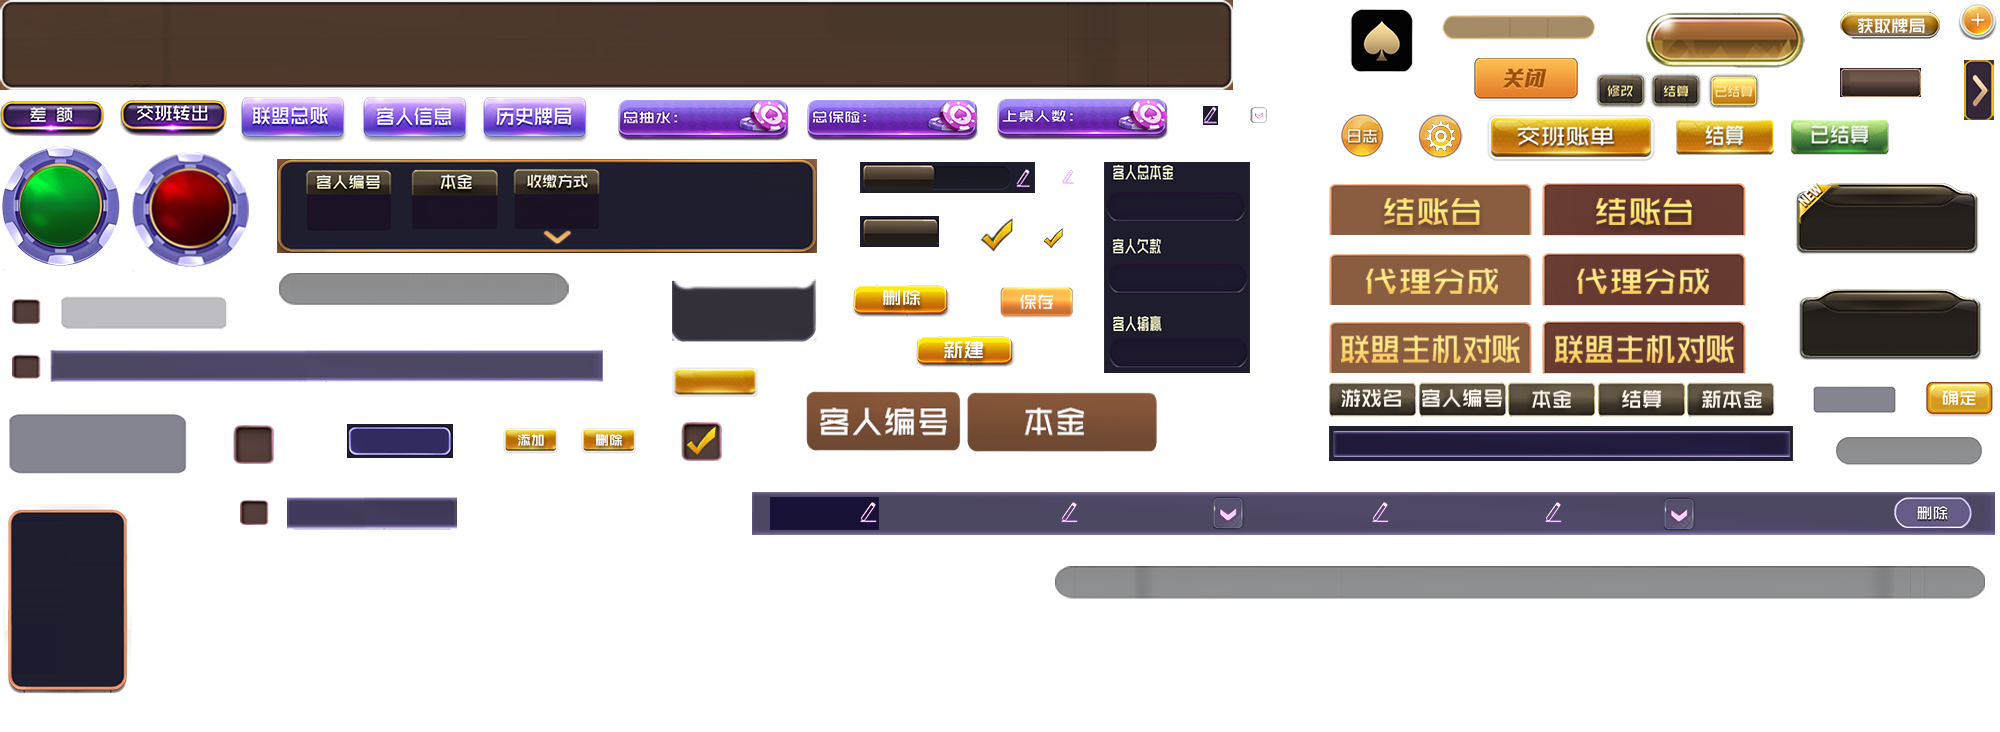 获取牌局
关闭
修改
结算
已结算
差 额
交班转出
联盟总账
客人信息
历史牌局
总抽水:
总保险:
上桌人数:
日志
交班账单
结算
已结算
客人编号
本金
收缴方式
客人总本金
客人欠款
客人输赢
NEW
结账台
结账台
代理分成
代理分成
联盟主机对账
联盟主机对账
删除
保存
新建
游戏名
客人编号
本金
结算
新本金
确定
添加
删除
客人编号
本金
删除